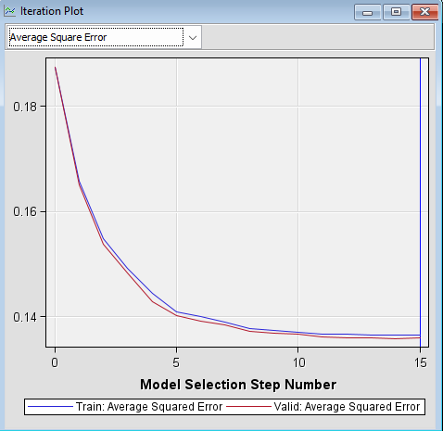 Iteration Plot
Average Square Error
0.18
0.16
0.14
0 5 10 15
Model Selection Step Number
Train: Average Squared Error Valid: Average Squared Error